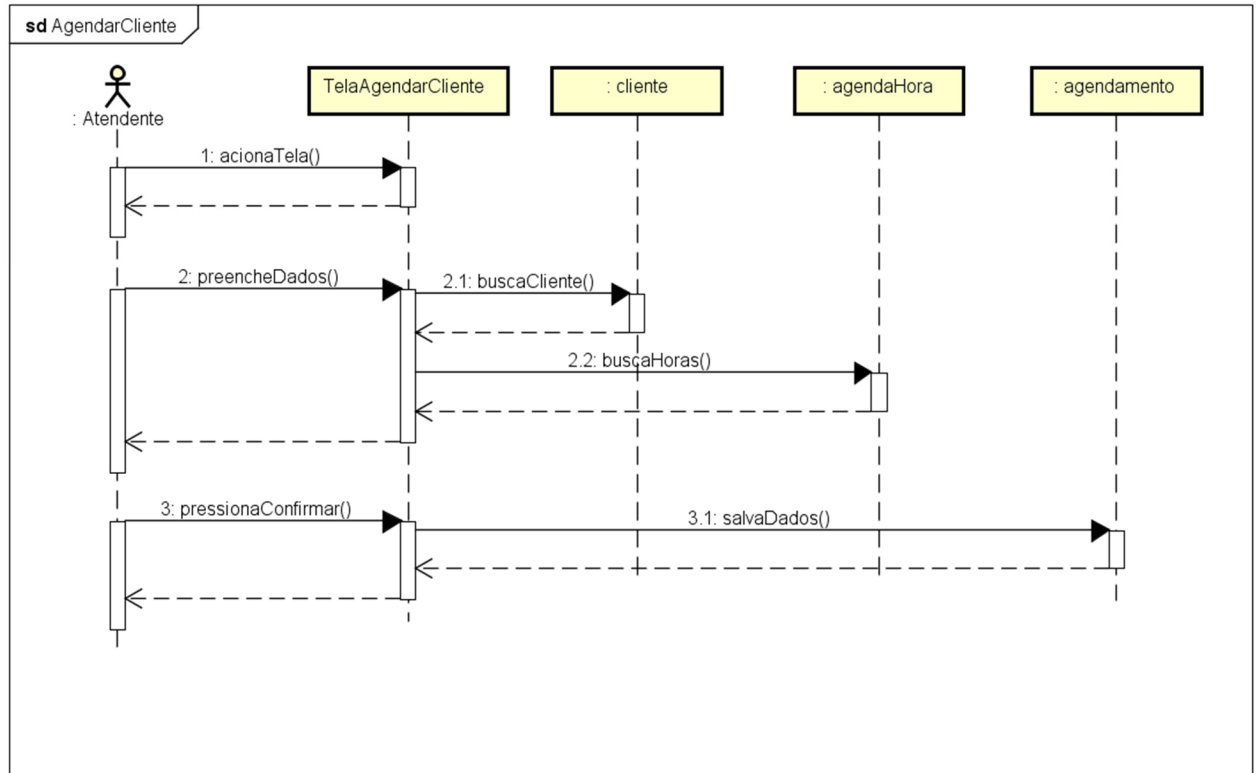 sd AgendarCliente
: Atendente
TelaAgendarCliente
: cliente
: agendaHora
: agendamento
1: acionaTela()
2: preencheDados()
2.1: buscaCliente()
2.2: buscaHoras()
3: pressionaConfirmar()
3.1: salvaDados()